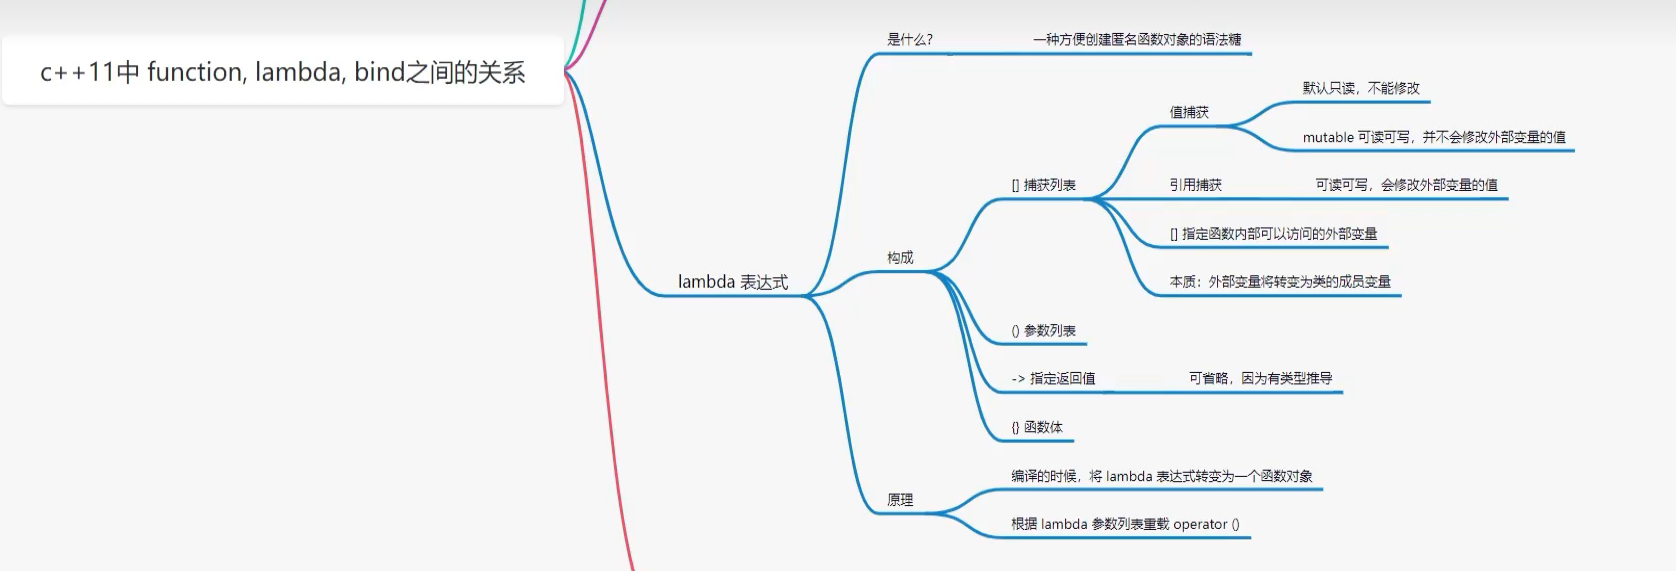 c++11中 function, lambda, bind之间的关系
lambda 表达式
是什么?
一种方便创建匿名函数对象的语法糖
构成
[] 捕获列表
值捕获
默认只读，不能修改
mutable 可读可写，并不会修改外部变量的值
引用捕获
可读可写，会修改外部变量的值
[] 指定函数内部可以访问的外部变量
本质：外部变量将转变为类的成员变量
() 参数列表
-> 指定返回值
可省略，因为有类型推导
{} 函数体
原理
编译的时候，将 lambda 表达式转变为一个函数对象
根据 lambda 参数列表重载 operator ()